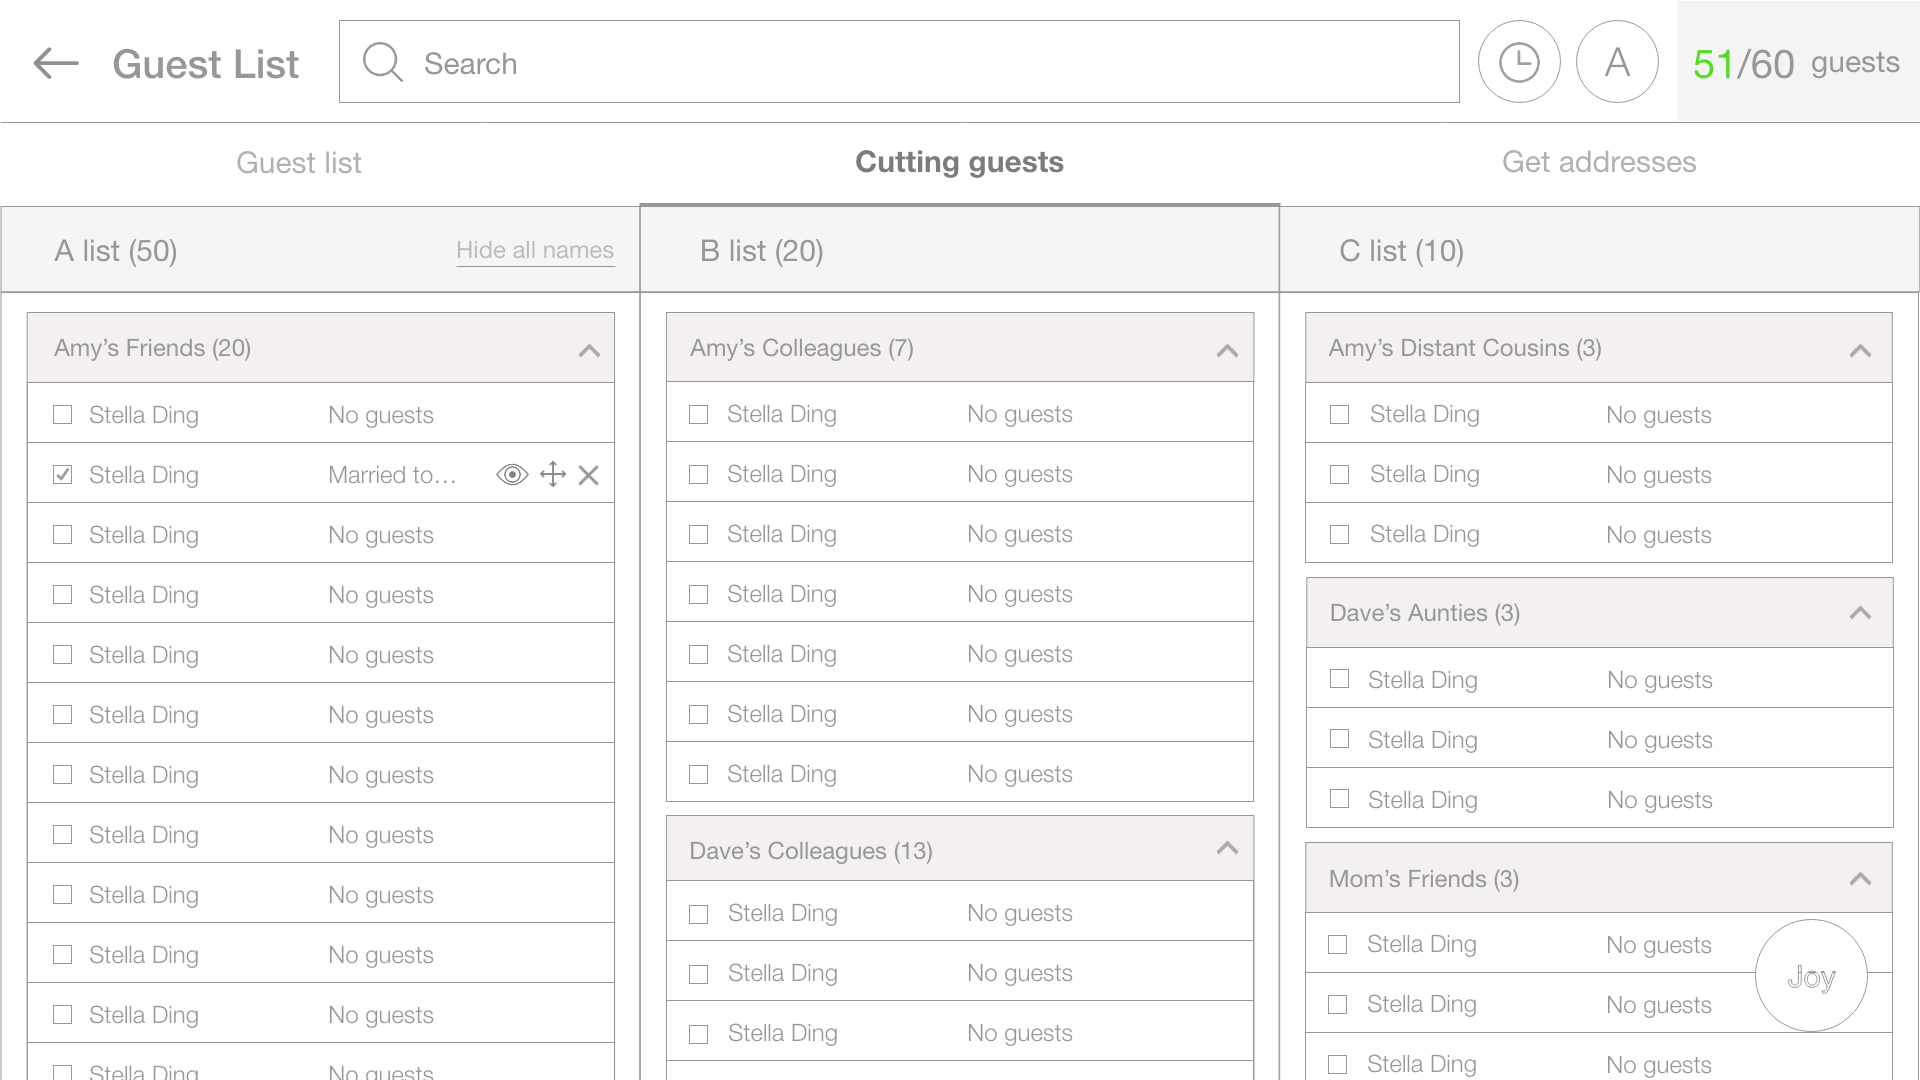 Guest List
Search
A
51/60 guests
Guest list
Cutting guests
Get addresses
A list (50)
Hide all names
B list (20)
C list (10)
Amy’s Friends (20)
Stella Ding No guests
Stella Ding Married to…
Stella Ding No guests
Stella Ding No guests
Stella Ding No guests
Stella Ding No guests
Stella Ding No guests
Stella Ding No guests
Stella Ding No guests
Stella Ding No guests
Stella Ding No guests
Stella Ding No guests
Amy’s Colleagues (7)
Stella Ding No guests
Stella Ding No guests
Stella Ding No guests
Stella Ding No guests
Stella Ding No guests
Stella Ding No guests
Stella Ding No guests
Dave’s Colleagues (13)
Stella Ding No guests
Stella Ding No guests
Stella Ding No guests
Amy’s Distant Cousins (3)
Stella Ding No guests
Stella Ding No guests
Stella Ding No guests
Dave’s Aunties (3)
Stella Ding No guests
Stella Ding No guests
Stella Ding No guests
Mom’s Friends (3)
Stella Ding No guests
Stella Ding No guests
Stella Ding No guests
Joy